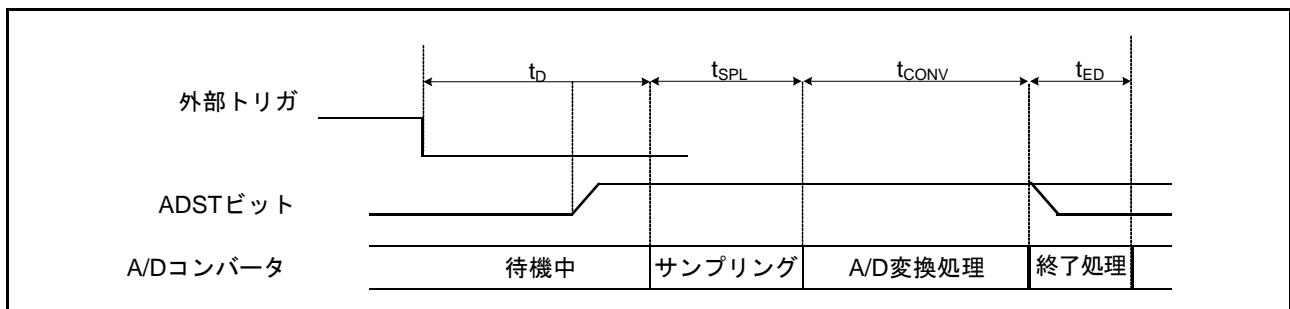 tD tSPL tCONV tED
外部トリガ
ADSTビット
A/Dコンバータ 待機中 サンプリング A/D変換処理 終了処理